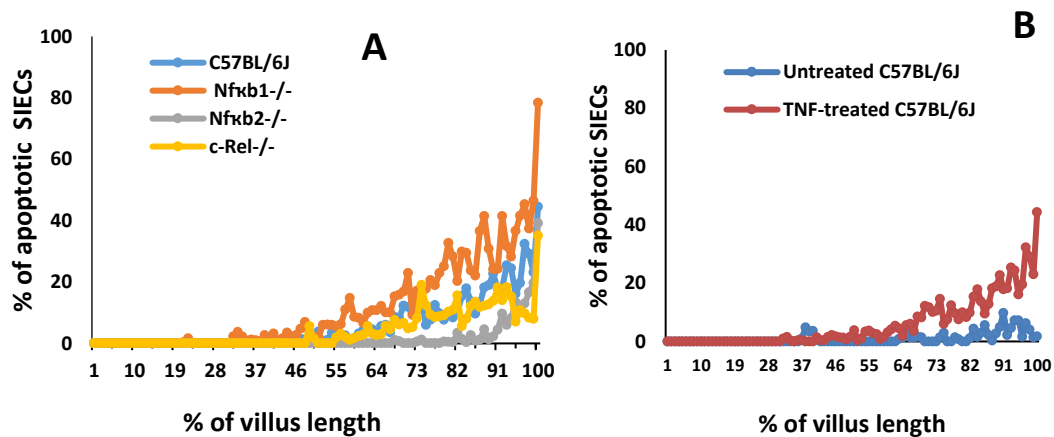 A
% of apoptotic SIECs
100
80
60
40
20
0
C57BL/6J
Nfκb1-/-
Nfκb2-/-
c-Rel-/-
1 10 19 28 37 46 55 64 73 82 91 100
% of villus length
B
% of apoptotic SIECs
100
80
60
40
20
0
Untreated C57BL/6J
TNF-treated C57BL/6J
1 10 19 28 37 46 55 64 73 82 91 100
% of villus length